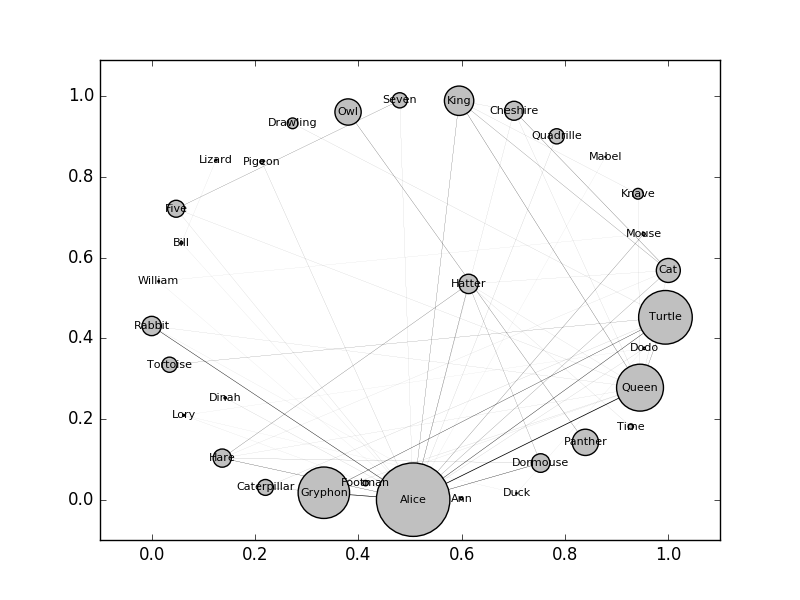 1.0
0.8
0.6
0.4
0.2
0.0
Seven
King
Owl
Cheshire
Drawling
Quadrille
Lizard
Pigeon
Mabel
Knave
Five
Mouse
Bill
Cat
William
Hatter
Turtle
Rabbit
Dodo
Tortoise
Queen
Dinah
Lory
Time
Panther
Hare
Dormouse
Footman
Caterpillar
Gryphon
Duck
Alice
Ann
0.0 0.2 0.4 0.6 0.8 1.0